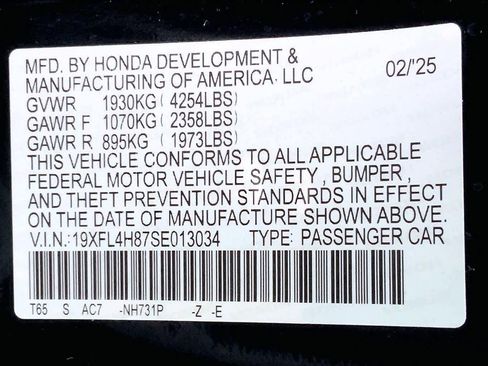 MFD. BY HONDA DEVELOPMENT &
MANUFACTURING OF AMERICA, LLC 02/'25
GVWR 1930KG ( 4254LBS)
GAWR F 1070KG ( 2358LBS)
GAWR R 895KG ( 1973LBS)
THIS VEHICLE CONFORMS TO ALL APPLICABLE
FEDERAL MOTOR VEHICLE SAFETY , BUMPER,
AND THEFT PREVENTION STANDARDS IN EFFECT
ON THE DATE OF MANUFACTURE SHOWN ABOVE.
V.I.N.: 19XFL4H87SE013034 TYPE: PASSENGER CAR
T65 S AC7 -NH731P -Z -E